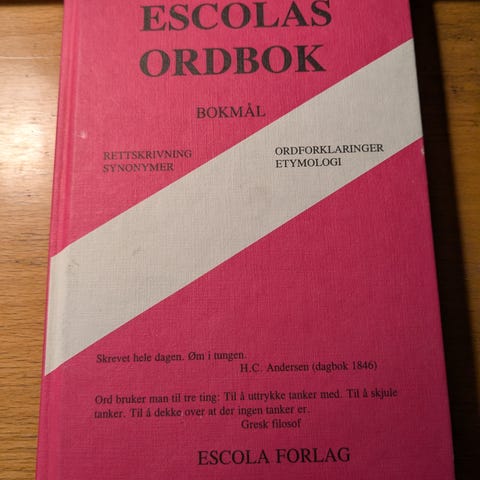 ESCOLAS
ORDBOK
BOKMÅL
RETTSKRIVNING
SYNONYMER
ORDFORKLARINGER
ETYMOLOGI
Skrevet hele dagen. Øm i tungen.
H.C. Andersen (dagbok 1846)
Ord bruker man til tre ting: Til å uttrykke tanker med. Til å skjule
tanker. Til å dekke over at der ingen tanker er.
Gresk filosof
ESCOLA FORLAG